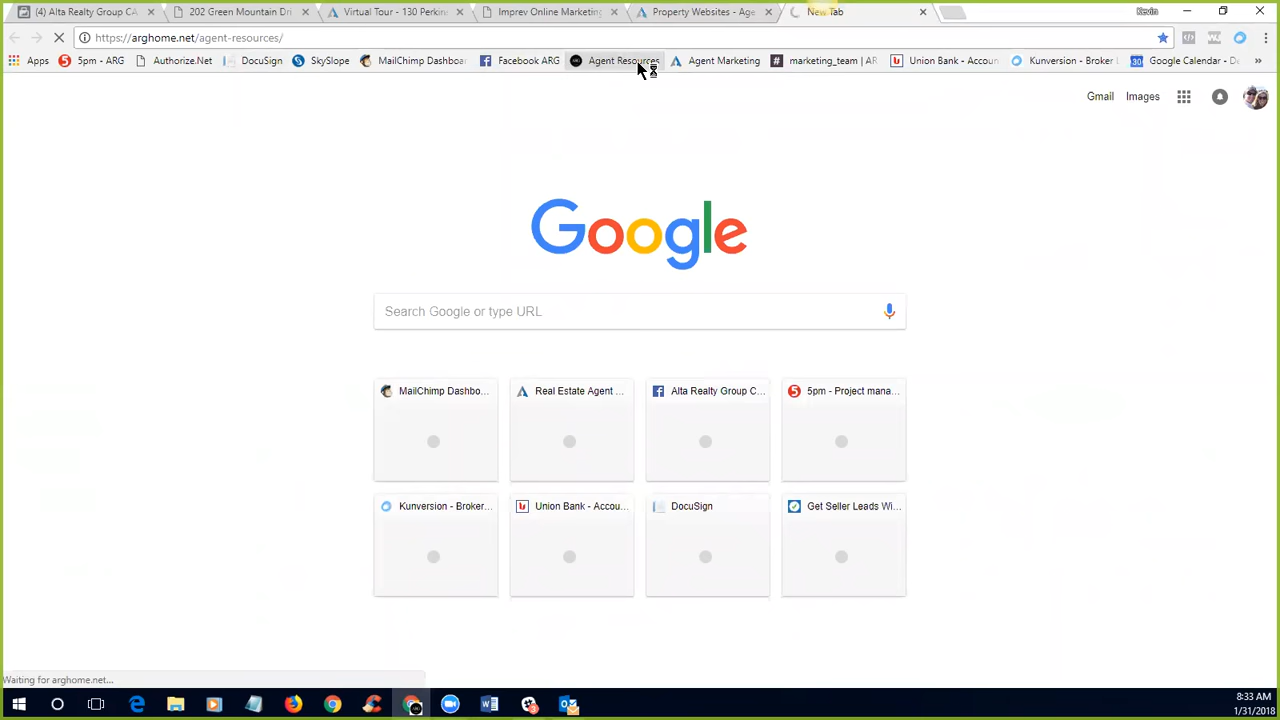 (4) Alta Realty Group CA
202 Green Mountain Dri
Virtual Tour - 130 Perkin
Imprev Online Marketing
Property Websites - Age
New Tab
Kevin
https://arghome.net/agent-resources/
Apps
5pm - ARG
Authorize.Net
DocuSign
SkySlope
MailChimp Dashboa
Facebook ARG
Agent Resources
Agent Marketing
marketing_team | AR
Union Bank - Accoun
Kunversion - Broker
Google Calendar - De
Gmail
Images
Google
Search Google or type URL
MailChimp Dashbo...
Real Estate Agent ...
Alta Realty Group C...
5pm - Project mana...
Kunversion - Broker...
Union Bank - Accou...
DocuSign
Get Seller Leads Wi...
Waiting for arghome.net...
8:33 AM
1/31/2018